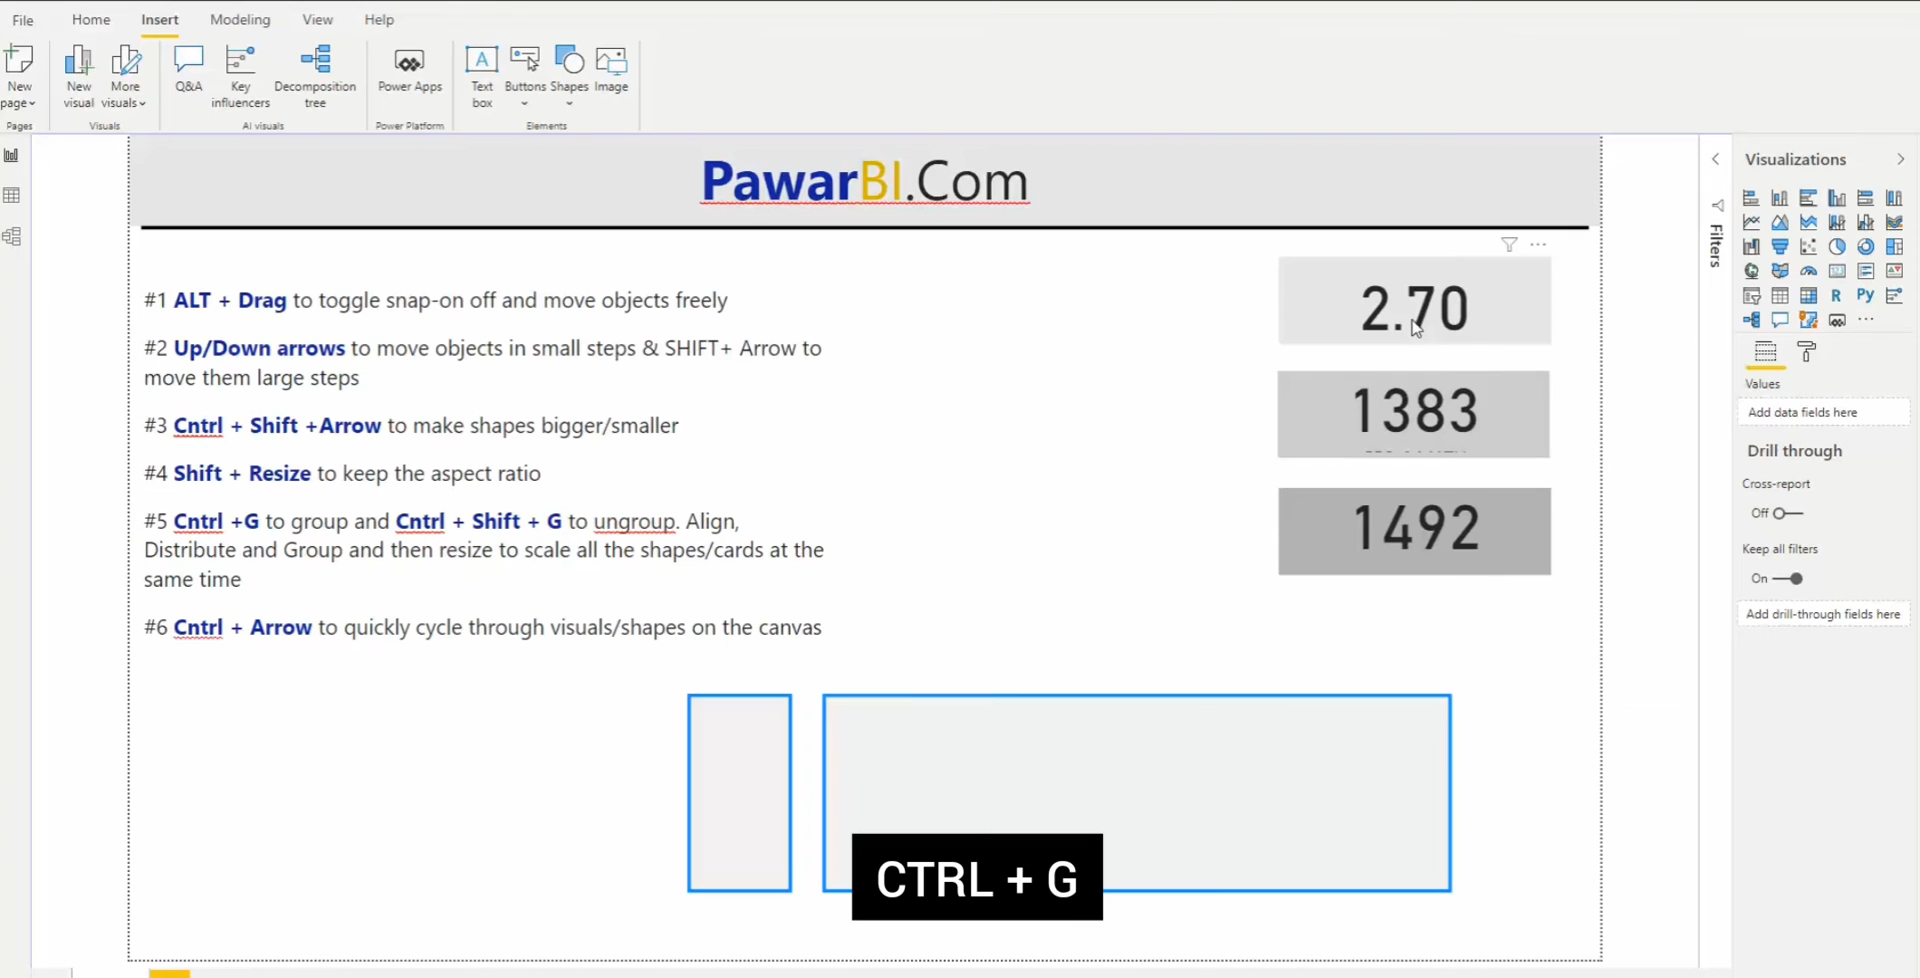 File Home Insert Modeling View Help
New page
New visual
More visuals
Q&A
Key influencers
Decomposition tree
Power Apps
Text box
Buttons
Shapes
Image
Pages
Visuals
AI visuals
Power Platform
Elements
PawarBI.Com
#1 ALT + Drag to toggle snap-on off and move objects freely
#2 Up/Down arrows to move objects in small steps & SHIFT+ Arrow to
move them large steps
#3 Cntrl + Shift +Arrow to make shapes bigger/smaller
#4 Shift + Resize to keep the aspect ratio
#5 Cntrl +G to group and Cntrl + Shift + G to ungroup. Align,
Distribute and Group and then resize to scale all the shapes/cards at the
same time
#6 Cntrl + Arrow to quickly cycle through visuals/shapes on the canvas
2.70
1383
1492
CTRL + G
Filters
Visualizations
R Py
Values
Add data fields here
Drill through
Cross-report
Off
Keep all filters
On
Add drill-through fields here